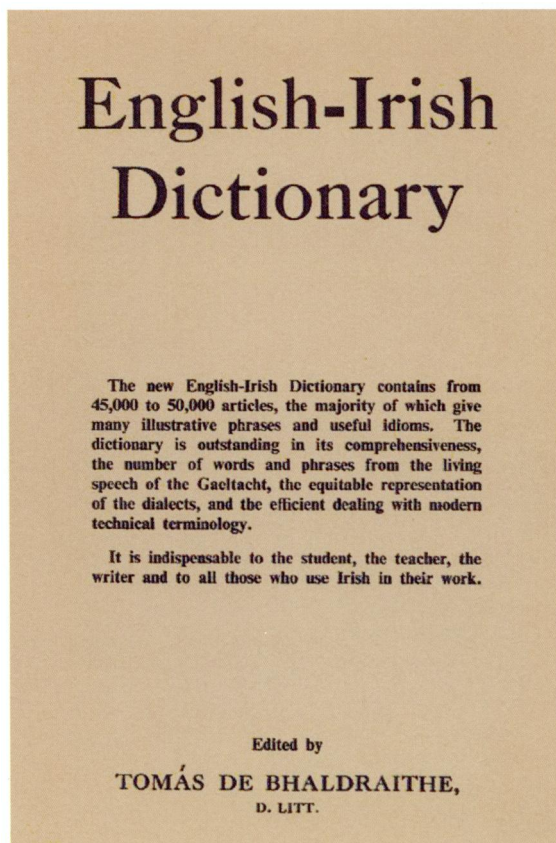 English-Irish
Dictionary
The new English-Irish Dictionary contains from
45,000 to 50,000 articles, the majority of which give
many illustrative phrases and useful idioms. The
dictionary is outstanding in its comprehensiveness,
the number of words and phrases from the living
speech of the Gaeltacht, the equitable representation
of the dialects, and the efficient dealing with modern
technical terminology.
It is indispensable to the student, the teacher, the
writer and to all those who use Irish in their work.
Edited by
TOMÁS DE BHALDRAITHE,
D. LITT.